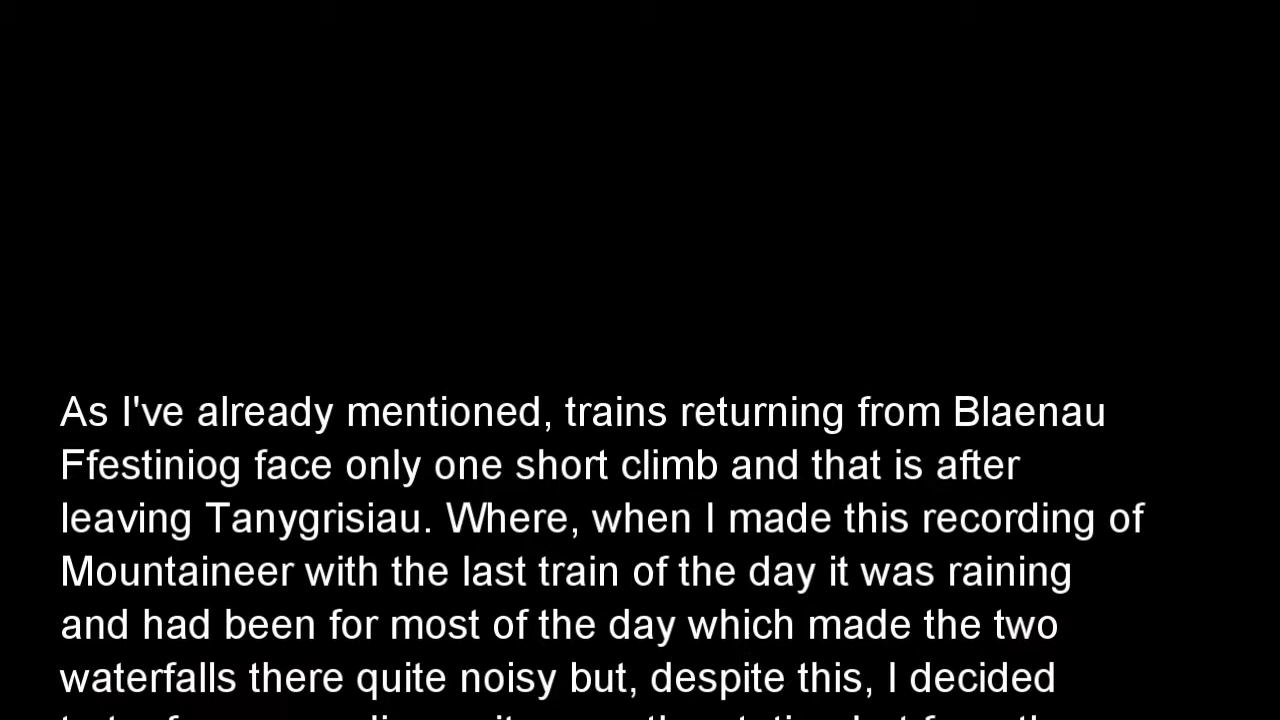 As I've already mentioned, trains returning from Blaenau
Ffestiniog face only one short climb and that is after
leaving Tanygrisiau. Where, when I made this recording of
Mountaineer with the last train of the day it was raining
and had been for most of the day which made the two
waterfalls there quite noisy but, despite this, I decided